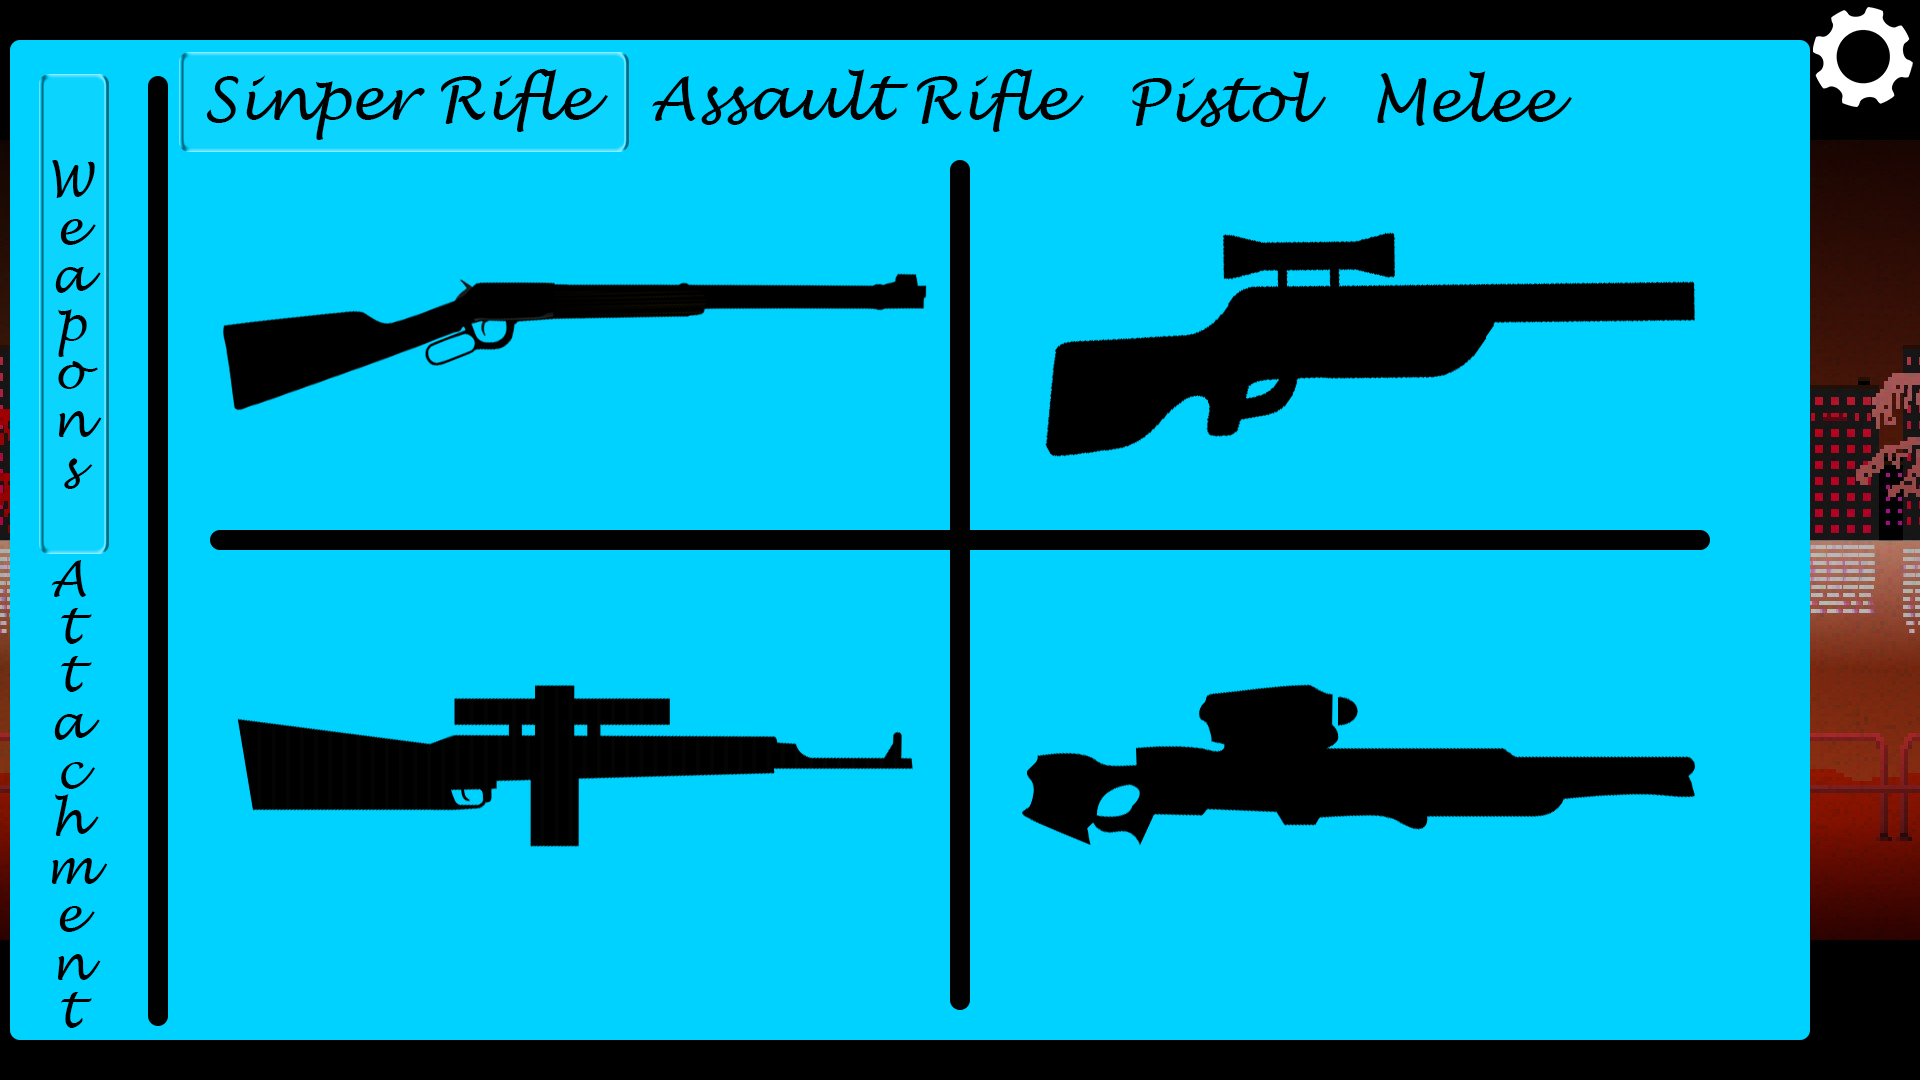 Sinper Rifle Assault Rifle Pistol Melee
Weapons
Attachment